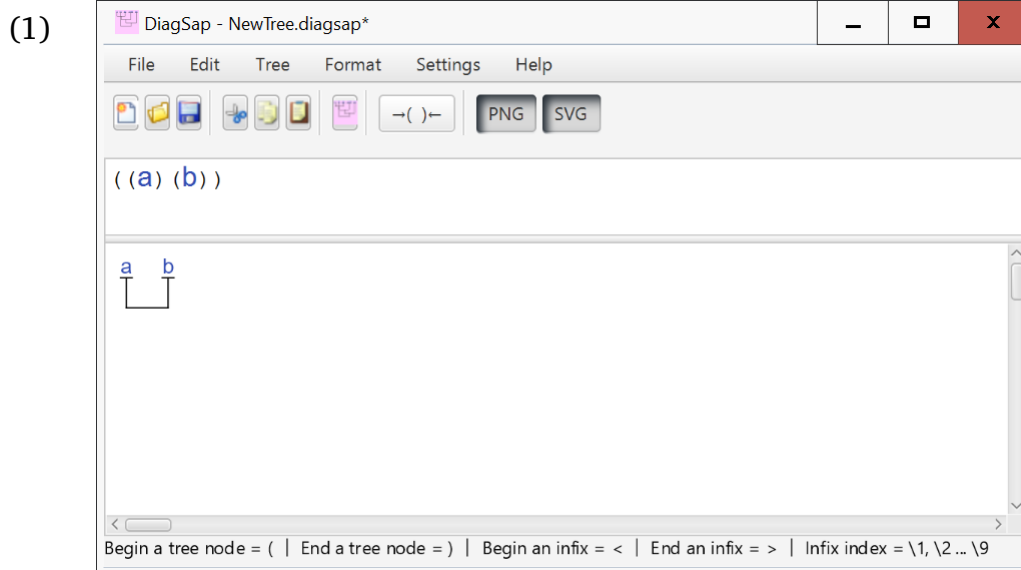 (1)
DiagSap - NewTree.diagsap*
File Edit Tree Format Settings Help
→( )← PNG SVG
((a)(b))
a b
Begin a tree node = ( | End a tree node = ) | Begin an infix = < | End an infix = > | Infix index = \1, \2 ... \9